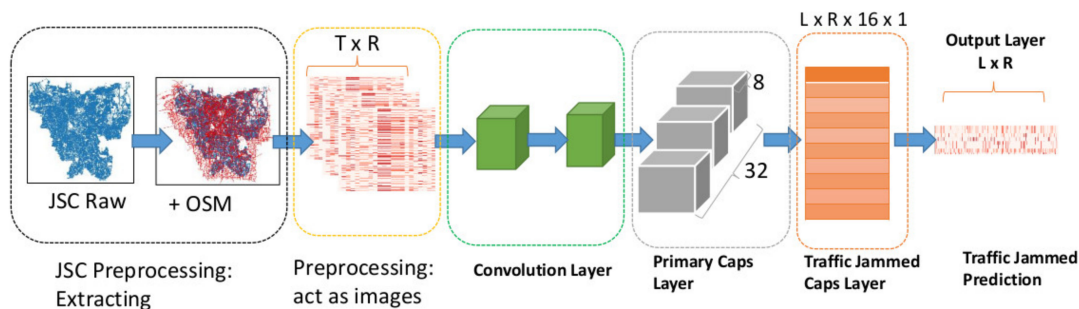 L x R x 16 x 1
T x R
Output Layer
L x R
8
32
JSC Raw
+ OSM
JSC Preprocessing:
Extracting
Preprocessing:
act as images
Convolution Layer
Primary Caps
Layer
Traffic Jammed
Caps Layer
Traffic Jammed
Prediction